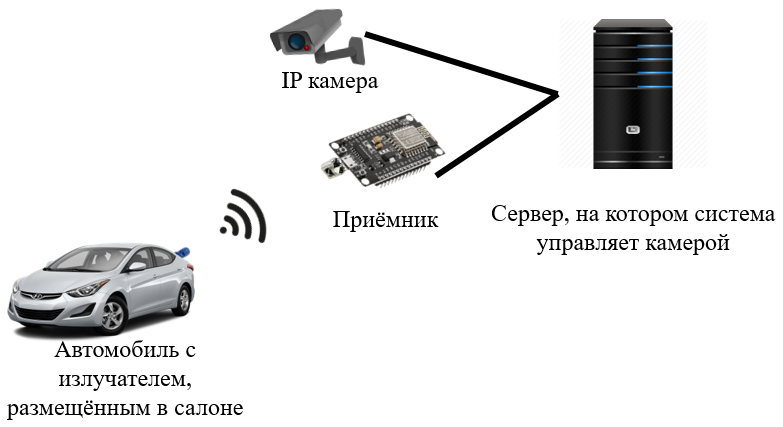 IP камера
Приёмник
Сервер, на котором система
управляет камерой
Автомобиль с
излучателем,
размещённым в салоне